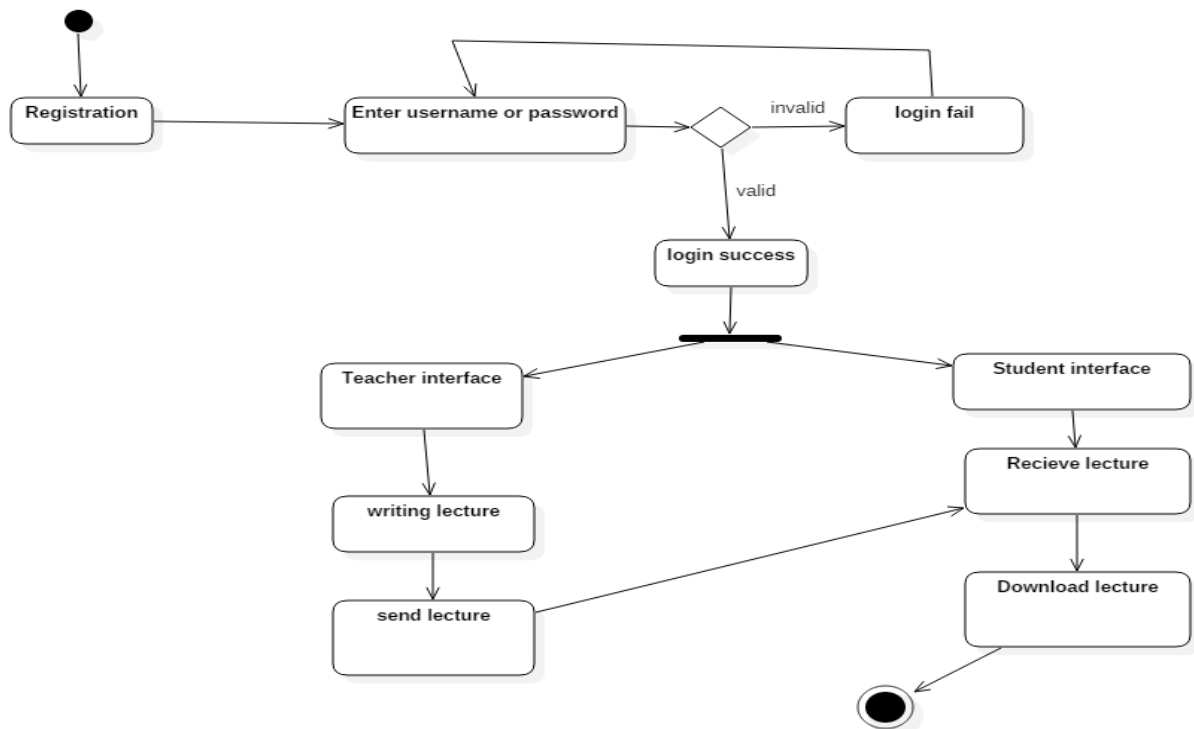 Registration
Enter username or password
invalid
login fail
valid
login success
Teacher interface
Student interface
Recieve lecture
writing lecture
Download lecture
send lecture